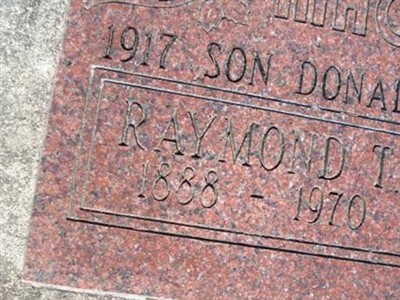 1917 SON DONAL
RAYMOND T.
1888 - 1970